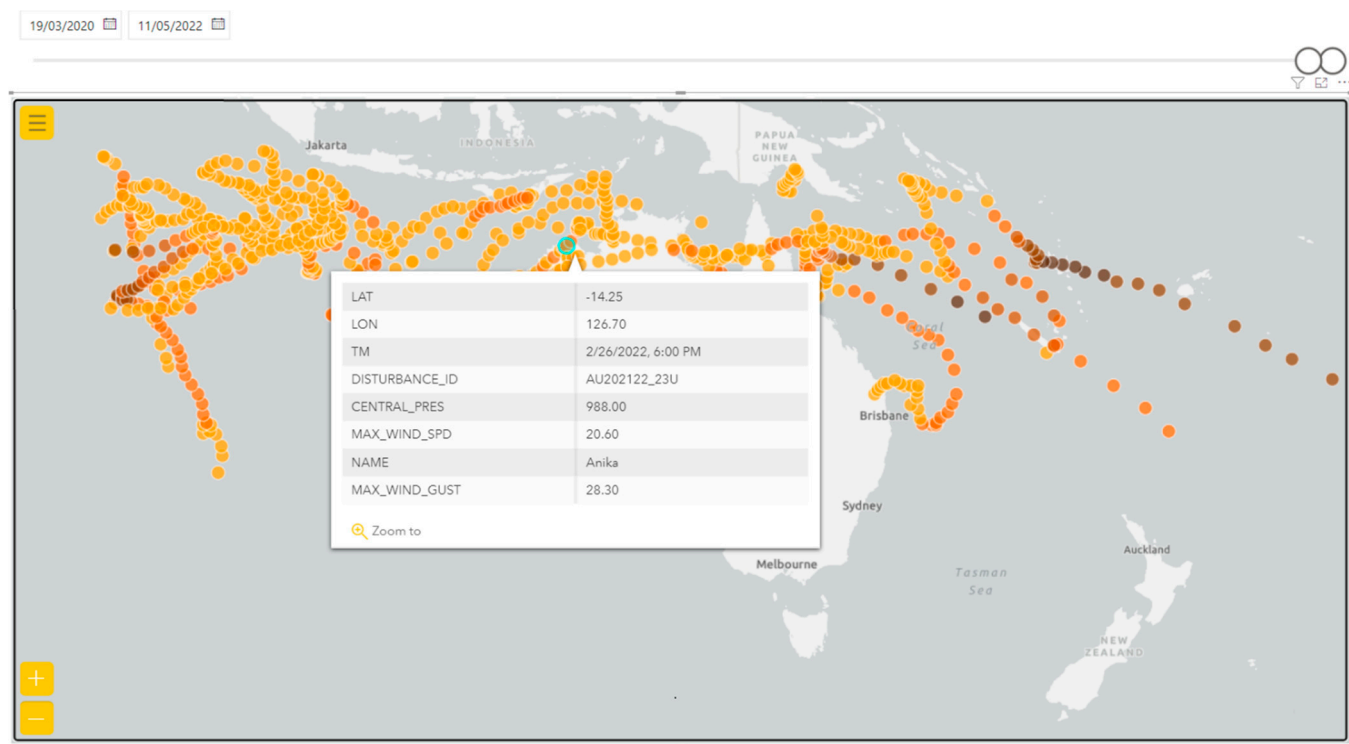 19/03/2020 11/05/2022
Jakarta
INDONESIA
PAPUA
NEW
GUINEA
LAT -14.25
LON 126.70
TM 2/26/2022, 6:00 PM
DISTURBANCE_ID AU202122_23U
CENTRAL_PRES 988.00
MAX_WIND_SPD 20.60
NAME Anika
MAX_WIND_GUST 28.30
Zoom to
Coral
Sea
Brisbane
Sydney
Melbourne
Auckland
Tasman
Sea
NEW
ZEALAND